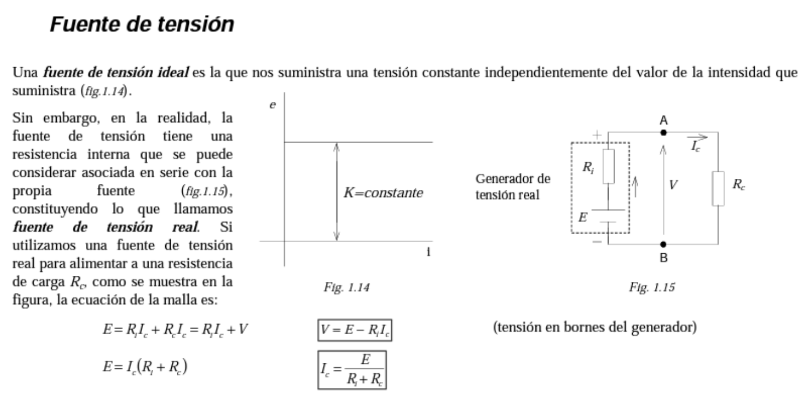 Fuente de tensión
Una fuente de tensión ideal es la que nos suministra una tensión constante independientemente del valor de la intensidad que
suministra (fig.1.14).
Sin embargo, en la realidad, la
fuente de tensión tiene una
resistencia interna que se puede
considerar asociada en serie con la
propia fuente (fig.1.15),
constituyendo lo que llamamos
fuente de tensión real. Si
utilizamos una fuente de tensión
real para alimentar a una resistencia
de carga R_c, como se muestra en la
figura, la ecuación de la malla es:
e
K=constante
i
Fig. 1.14
Generador de
tensión real
+
R_i
E
−
A
I_c
V
R_c
B
Fig. 1.15
E = R_i I_c + R_c I_c = R_i I_c + V
V = E − R_i I_c
(tensión en bornes del generador)
E = I_c (R_i + R_c)
I_c = E / (R_i + R_c)